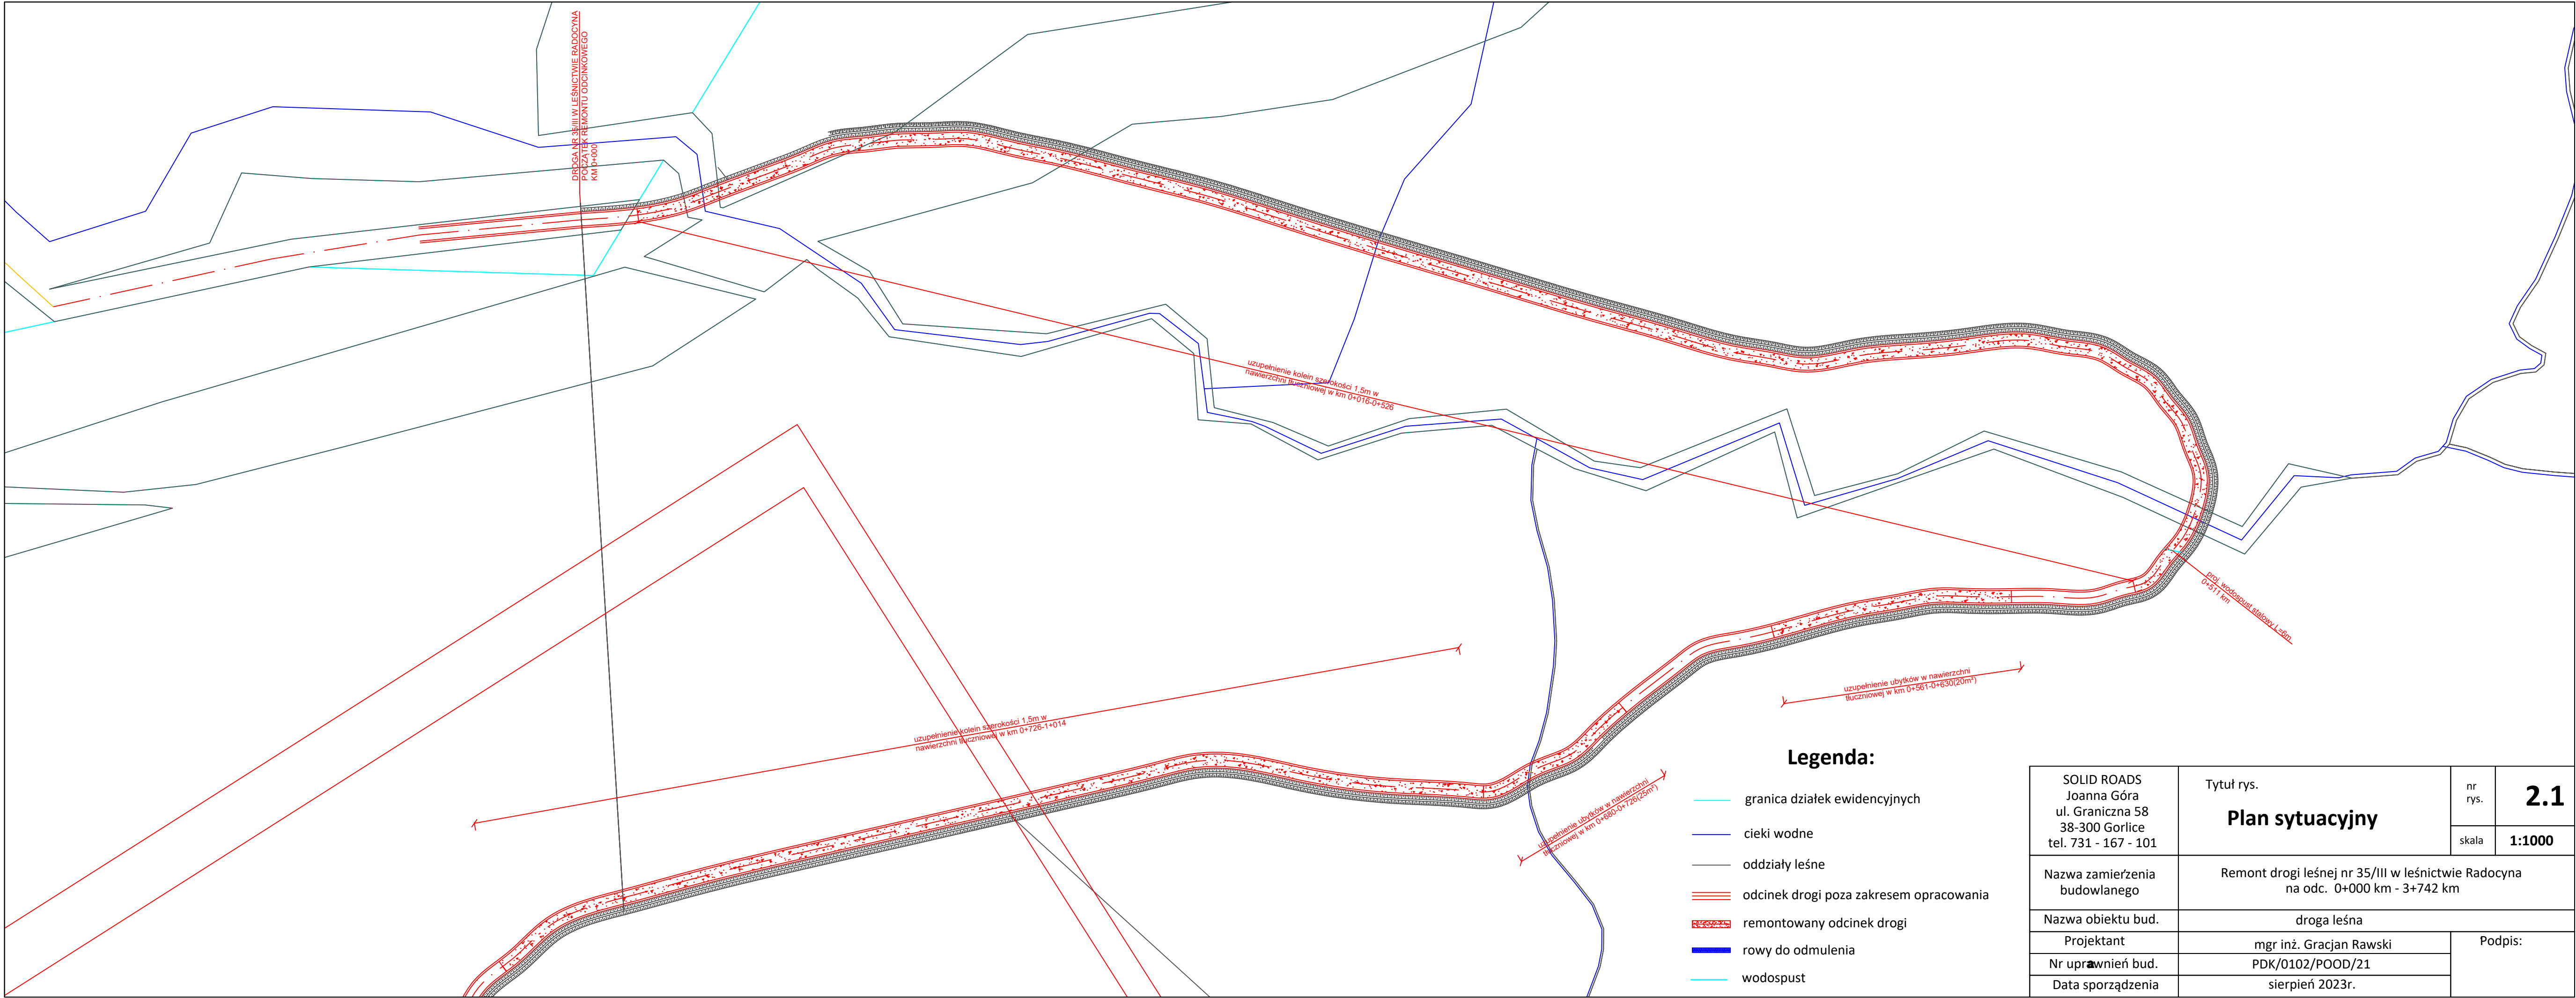 DROGA NR 35/III W LEŚNICTWIE RADOCYNA
POCZĄTEK REMONTU ODCINKOWEGO
KM 0+000
uzupełnienie kolein szerokości 1,5m w
nawierzchni tłuczniowej w km 0+016-0+526
proj. wodospust stalowy L=6m
0+511 km
uzupełnienie ubytków w nawierzchni
tłuczniowej w km 0+561-0+630(20m²)
uzupełnienie kolein szerokości 1,5m w
nawierzchni tłuczniowej w km 0+726-1+014
uzupełnienie ubytków w nawierzchni
tłuczniowej w km 0+680-0+726(25m²)
Legenda:
granica działek ewidencyjnych
cieki wodne
oddziały leśne
odcinek drogi poza zakresem opracowania
remontowany odcinek drogi
rowy do odmulenia
wodospust
SOLID ROADS
Joanna Góra
ul. Graniczna 58
38-300 Gorlice
tel. 731 - 167 - 101
Tytuł rys.
Plan sytuacyjny
nr
rys.
2.1
skala
1:1000
Nazwa zamierzenia
budowlanego
Remont drogi leśnej nr 35/III w leśnictwie Radocyna
na odc. 0+000 km - 3+742 km
Nazwa obiektu bud.
droga leśna
Projektant
mgr inż. Gracjan Rawski
Podpis:
Nr uprawnień bud.
PDK/0102/POOD/21
Data sporządzenia
sierpień 2023r.